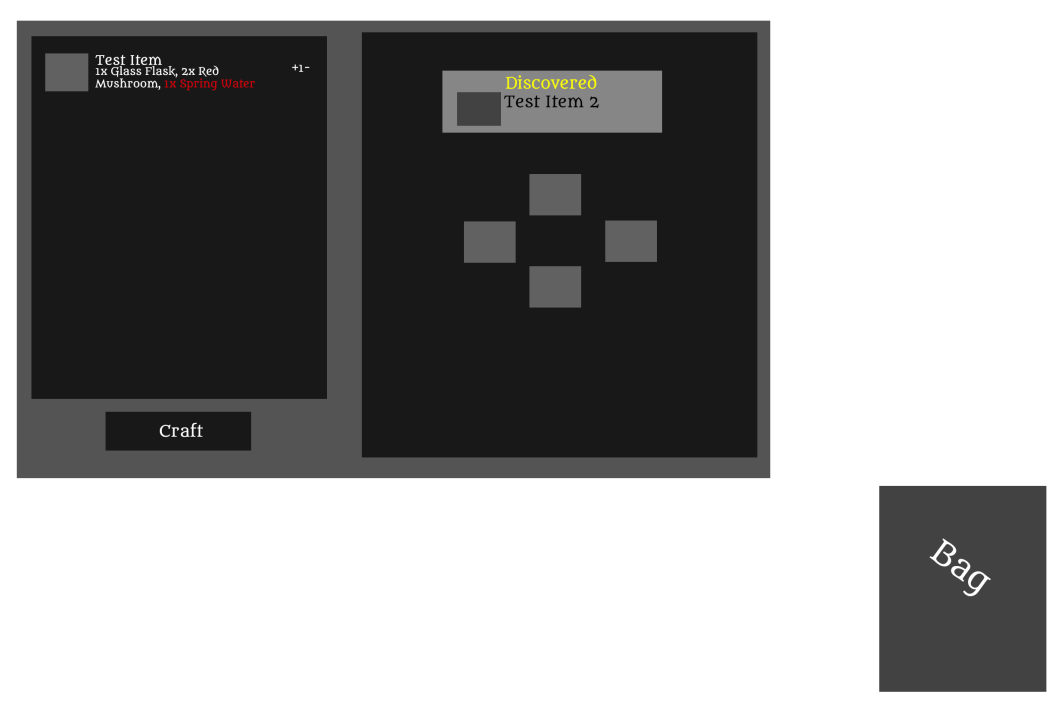 Test Item
1x Glass Flask, 2x Red
Mushroom, 1x Spring Water
+1-
Discovered
Test Item 2
Craft
Bag